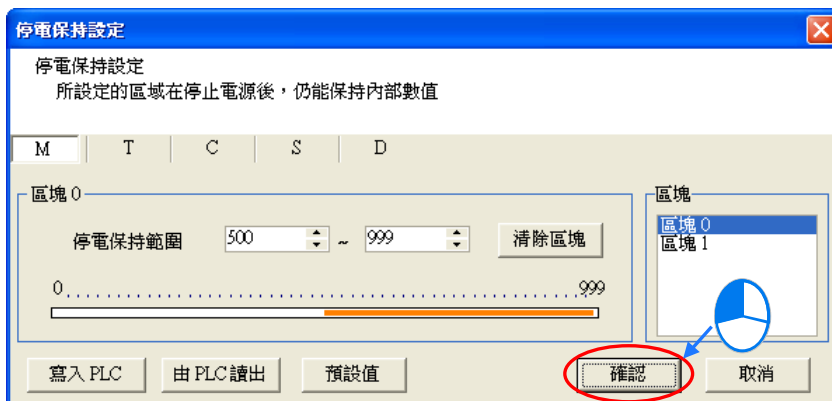 停電保持設定
停電保持設定
所設定的區域在停止電源後，仍能保持內部數值
M T C S D
區塊 0
停電保持範圍 500 ~ 999 清除區塊
0 999
區塊
區塊 0
區塊 1
寫入 PLC 由 PLC 讀出 預設值 確認 取消